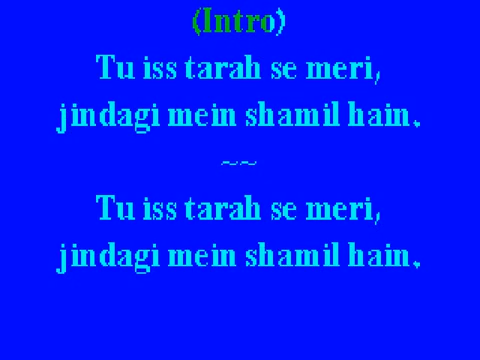 (Intro)
Tu iss tarah se meri,
jindagi mein shamil hain.
~~
Tu iss tarah se meri,
jindagi mein shamil hain.